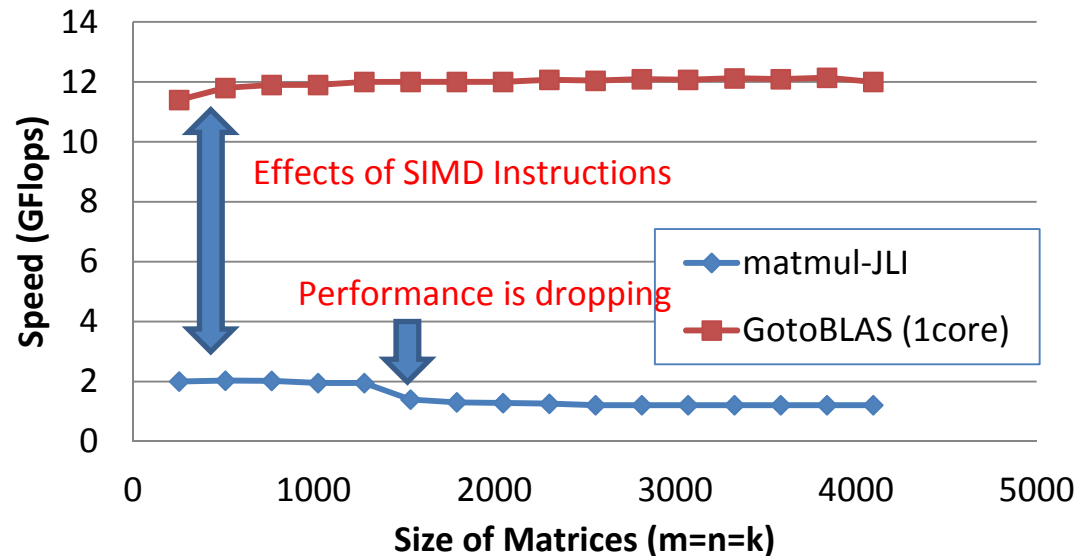 14
12
10
8
6
4
2
0
Speed (GFlops)
Effects of SIMD Instructions
Performance is dropping
matmul-JLI
GotoBLAS (1core)
0 1000 2000 3000 4000 5000
Size of Matrices (m=n=k)